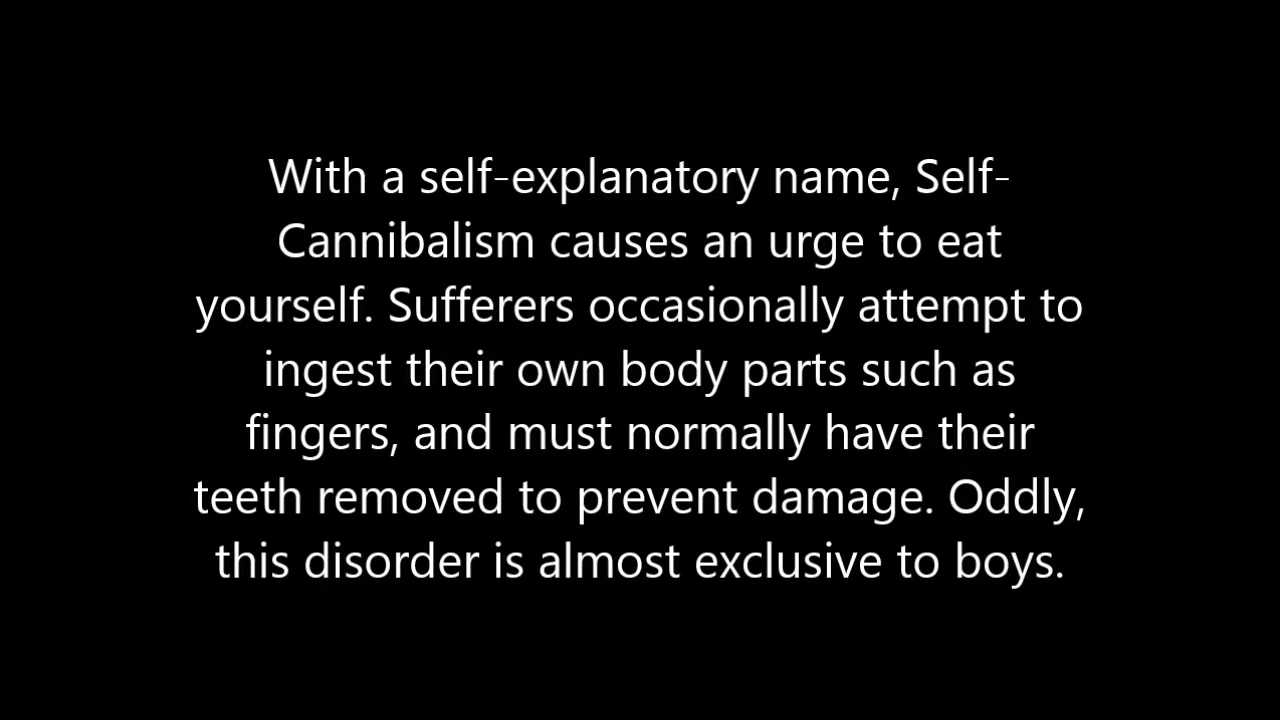 With a self-explanatory name, Self-
Cannibalism causes an urge to eat
yourself. Sufferers occasionally attempt to
ingest their own body parts such as
fingers, and must normally have their
teeth removed to prevent damage. Oddly,
this disorder is almost exclusive to boys.